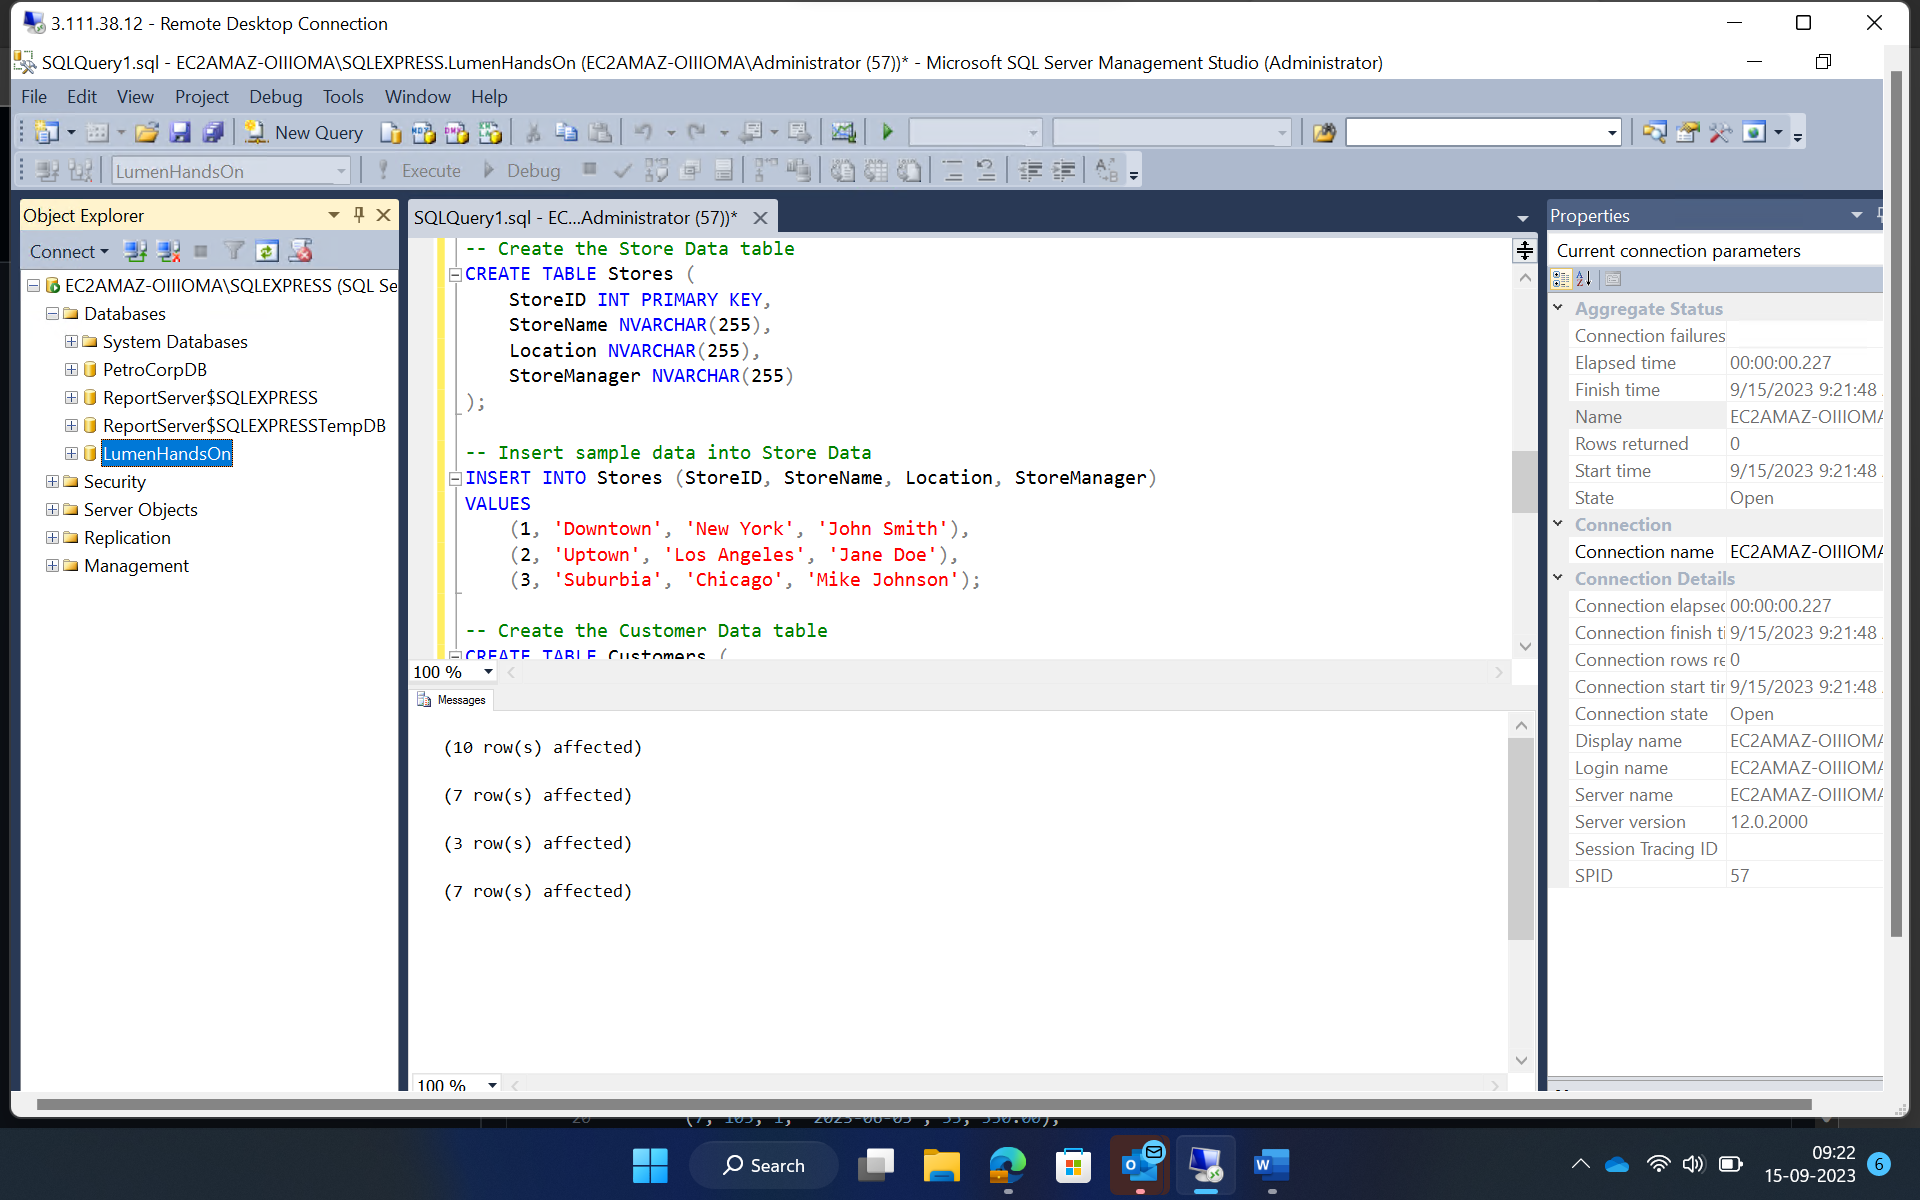 3.111.38.12 - Remote Desktop Connection
SQLQuery1.sql - EC2AMAZ-OIIIOMA\SQLEXPRESS.LumenHandsOn (EC2AMAZ-OIIIOMA\Administrator (57))* - Microsoft SQL Server Management Studio (Administrator)
File Edit View Project Debug Tools Window Help
New Query
LumenHandsOn Execute Debug
Object Explorer
Connect
EC2AMAZ-OIIIOMA\SQLEXPRESS (SQL Se
Databases
System Databases
PetroCorpDB
ReportServer$SQLEXPRESS
ReportServer$SQLEXPRESSTempDB
LumenHandsOn
Security
Server Objects
Replication
Management
SQLQuery1.sql - EC...Administrator (57))*
-- Create the Store Data table
CREATE TABLE Stores (
StoreID INT PRIMARY KEY,
StoreName NVARCHAR(255),
Location NVARCHAR(255),
StoreManager NVARCHAR(255)
);
-- Insert sample data into Store Data
INSERT INTO Stores (StoreID, StoreName, Location, StoreManager)
VALUES
(1, 'Downtown', 'New York', 'John Smith'),
(2, 'Uptown', 'Los Angeles', 'Jane Doe'),
(3, 'Suburbia', 'Chicago', 'Mike Johnson');
-- Create the Customer Data table
CREATE TABLE Customers (
100 %
Messages
(10 row(s) affected)
(7 row(s) affected)
(3 row(s) affected)
(7 row(s) affected)
100 %
Properties
Current connection parameters
Aggregate Status
Connection failures
Elapsed time 00:00:00.227
Finish time 9/15/2023 9:21:48
Name EC2AMAZ-OIIIOMA
Rows returned 0
Start time 9/15/2023 9:21:48
State Open
Connection
Connection name EC2AMAZ-OIIIOMA
Connection Details
Connection elapsec 00:00:00.227
Connection finish ti 9/15/2023 9:21:48
Connection rows re 0
Connection start tir 9/15/2023 9:21:48
Connection state Open
Display name EC2AMAZ-OIIIOMA
Login name EC2AMAZ-OIIIOMA
Server name EC2AMAZ-OIIIOMA
Server version 12.0.2000
Session Tracing ID
SPID 57
Search
09:22
15-09-2023
6